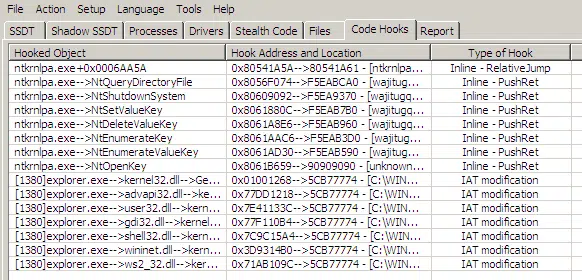 File Action Setup Language Tools Help
SSDT Shadow SSDT Processes Drivers Stealth Code Files Code Hooks Report
Hooked Object Hook Address and Location Type of Hook
ntkrnlpa.exe+0x0006AA5A 0x80541A5A-->80541A61 - [ntkrnlpa... Inline - RelativeJump
ntkrnlpa.exe-->NtQueryDirectoryFile 0x8056F074-->F5EABCA0 - [wajitugq... Inline - PushRet
ntkrnlpa.exe-->NtShutdownSystem 0x80609092-->F5EA9370 - [wajitugq... Inline - PushRet
ntkrnlpa.exe-->NtSetValueKey 0x8061880C-->F5EAB7B0 - [wajitugq... Inline - PushRet
ntkrnlpa.exe-->NtDeleteValueKey 0x8061A8E6-->F5EAB960 - [wajitugq... Inline - PushRet
ntkrnlpa.exe-->NtEnumerateKey 0x8061AAC6-->F5EAB3D0 - [wajitug... Inline - PushRet
ntkrnlpa.exe-->NtEnumerateValueKey 0x8061AD30-->F5EAB590 - [wajitug... Inline - PushRet
ntkrnlpa.exe-->NtOpenKey 0x8061B659-->90909090 - [unknown... Inline - PushRet
[1380]explorer.exe-->kernel32.dll-->Ge... 0x01001268-->5CB77774 - [C:\WIN... IAT modification
[1380]explorer.exe-->advapi32.dll-->ker... 0x77DD1218-->5CB77774 - [C:\WIN... IAT modification
[1380]explorer.exe-->user32.dll-->kern... 0x7E41133C-->5CB77774 - [C:\WIN... IAT modification
[1380]explorer.exe-->gdi32.dll-->kernel... 0x77F110B4-->5CB77774 - [C:\WIN... IAT modification
[1380]explorer.exe-->shell32.dll-->kern... 0x7C9C15A4-->5CB77774 - [C:\WIN... IAT modification
[1380]explorer.exe-->wininet.dll-->kern... 0x3D9314B0-->5CB77774 - [C:\WIN... IAT modification
[1380]explorer.exe-->ws2_32.dll-->ker... 0x71AB109C-->5CB77774 - [C:\WIN... IAT modification